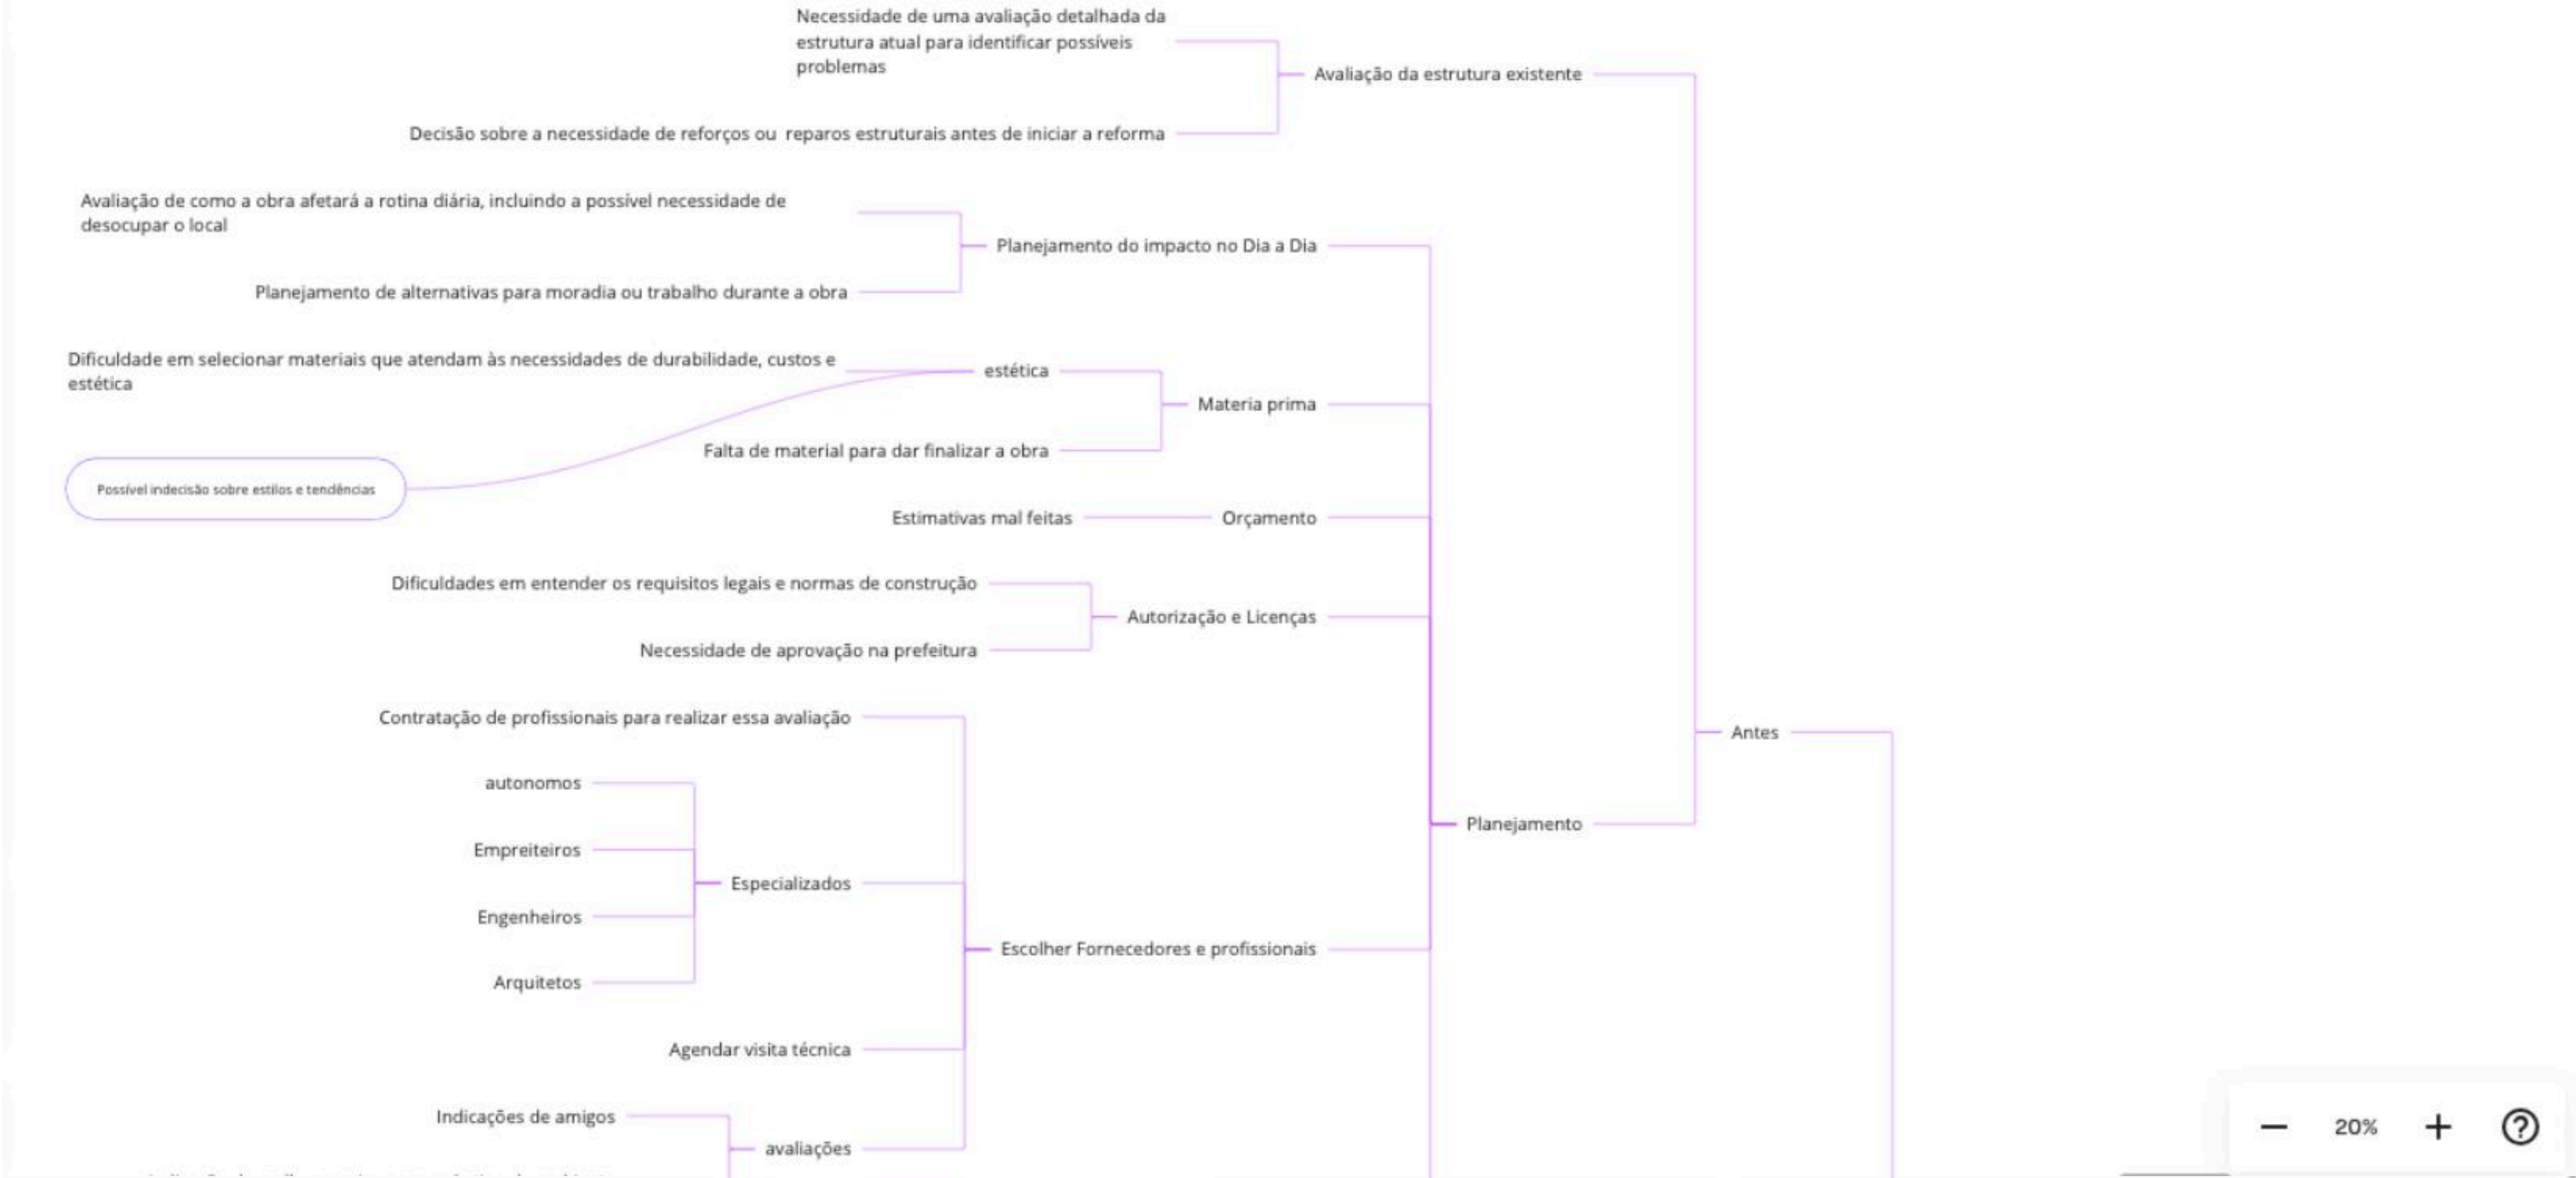 Necessidade de uma avaliação detalhada da
estrutura atual para identificar possíveis
problemas
Avaliação da estrutura existente
Decisão sobre a necessidade de reforços ou  reparos estruturais antes de iniciar a reforma
Avaliação de como a obra afetará a rotina diária, incluindo a possível necessidade de
desocupar o local
Planejamento do impacto no Dia a Dia
Planejamento de alternativas para moradia ou trabalho durante a obra
Dificuldade em selecionar materiais que atendam às necessidades de durabilidade, custos e
estética
estética
Materia prima
Falta de material para dar finalizar a obra
Possível indecisão sobre estilos e tendências
Estimativas mal feitas
Orçamento
Dificuldades em entender os requisitos legais e normas de construção
Autorização e Licenças
Necessidade de aprovação na prefeitura
Contratação de profissionais para realizar essa avaliação
Antes
autonomos
Planejamento
Empreiteiros
Especializados
Engenheiros
Escolher Fornecedores e profissionais
Arquitetos
Agendar visita técnica
Indicações de amigos
avaliações
20%